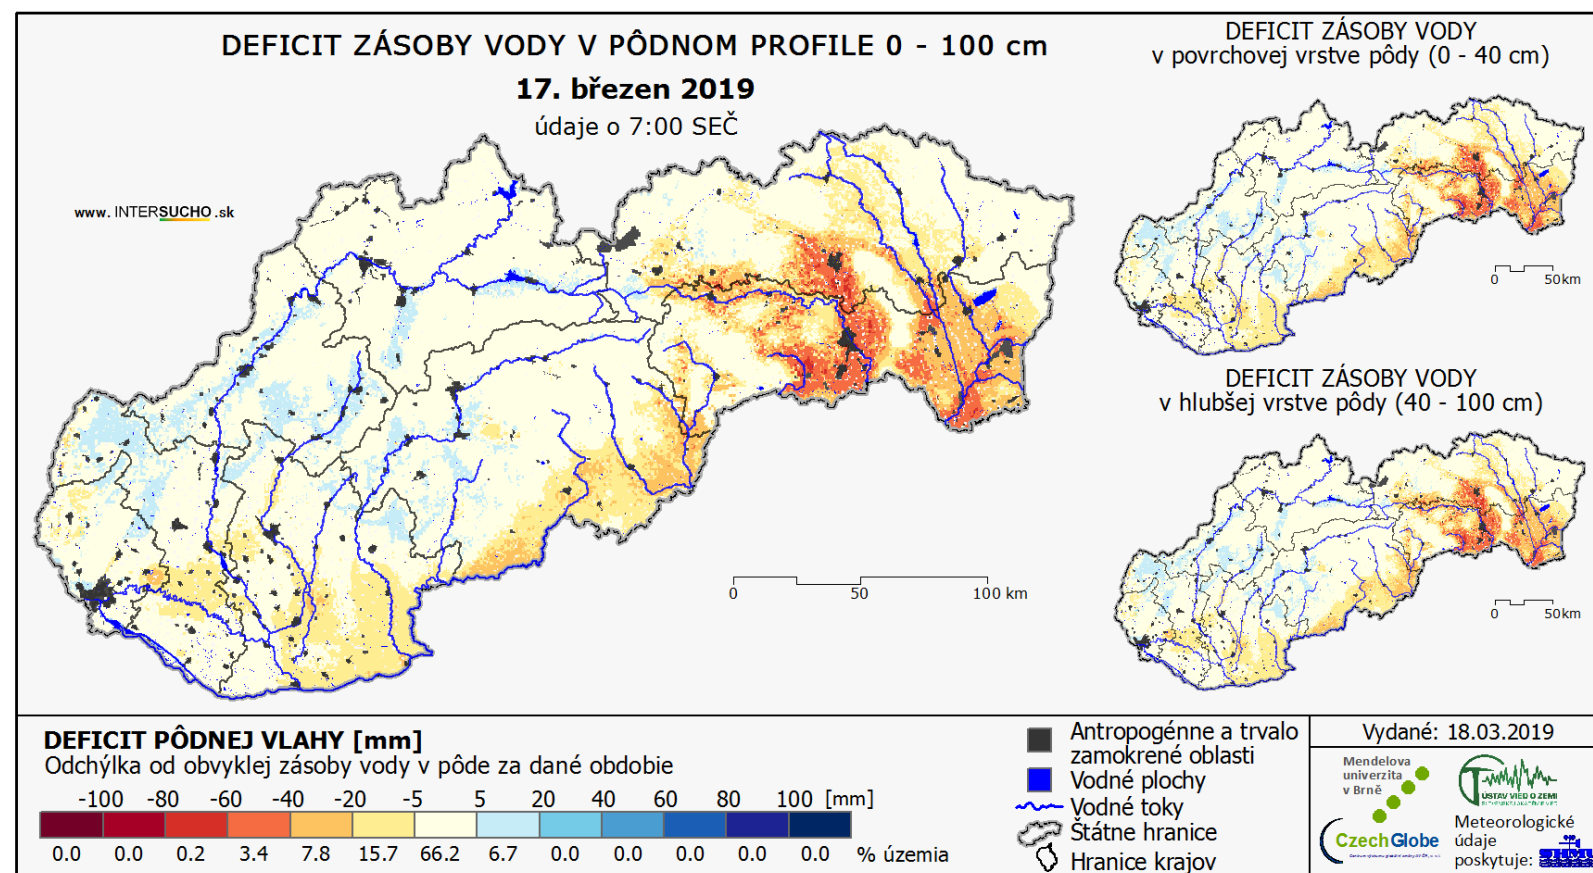 DEFICIT ZÁSOBY VODY V PÔDNOM PROFILE 0 - 100 cm
17. březen 2019
údaje o 7:00 SEČ
www. INTERSUCHO .sk
0 50 100 km
DEFICIT ZÁSOBY VODY
v povrchovej vrstve pôdy (0 - 40 cm)
0 50km
DEFICIT ZÁSOBY VODY
v hlbšej vrstve pôdy (40 - 100 cm)
0 50km
DEFICIT PÔDNEJ VLAHY [mm]
Odchýlka od obvyklej zásoby vody v pôde za dané obdobie
-100 -80 -60 -40 -20 -5 5 20 40 60 80 100 [mm]
0.0 0.0 0.2 3.4 7.8 15.7 66.2 6.7 0.0 0.0 0.0 0.0 0.0 % územia
Antropogénne a trvalo
zamokrené oblasti
Vodné plochy
Vodné toky
Štátne hranice
Hranice krajov
Vydané: 18.03.2019
Mendelova
univerzita
v Brně
CzechGlobe
ÚSTAV VIED O ZEMI
Meteorologické
údaje
poskytuje:
SHMÚ